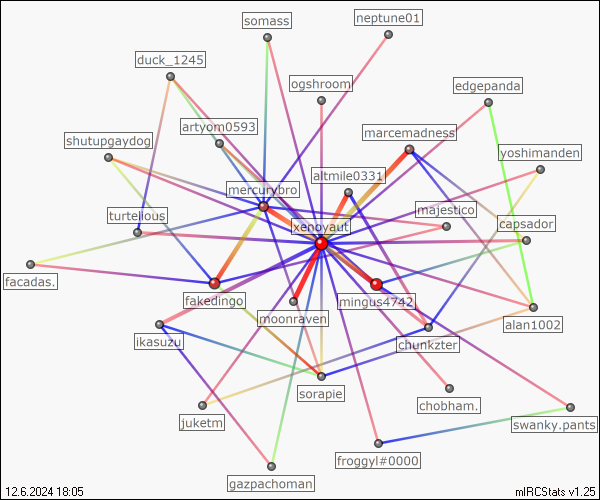 neptune01
somass
duck_1245
ogshroom
edgepanda
artyom0593
marcemadness
shutupgaydog
yoshimanden
altmile0331
mercurybro
majestico
turtelious
xenoyaut
capsador
facadas.
fakedingo
mingus4742
moonraven
alan1002
ikasuzu
chunkzter
sorapie
chobham.
juketm
swanky.pants
froggyl#0000
gazpachoman
12.6.2024 18:05
mIRCStats v1.25